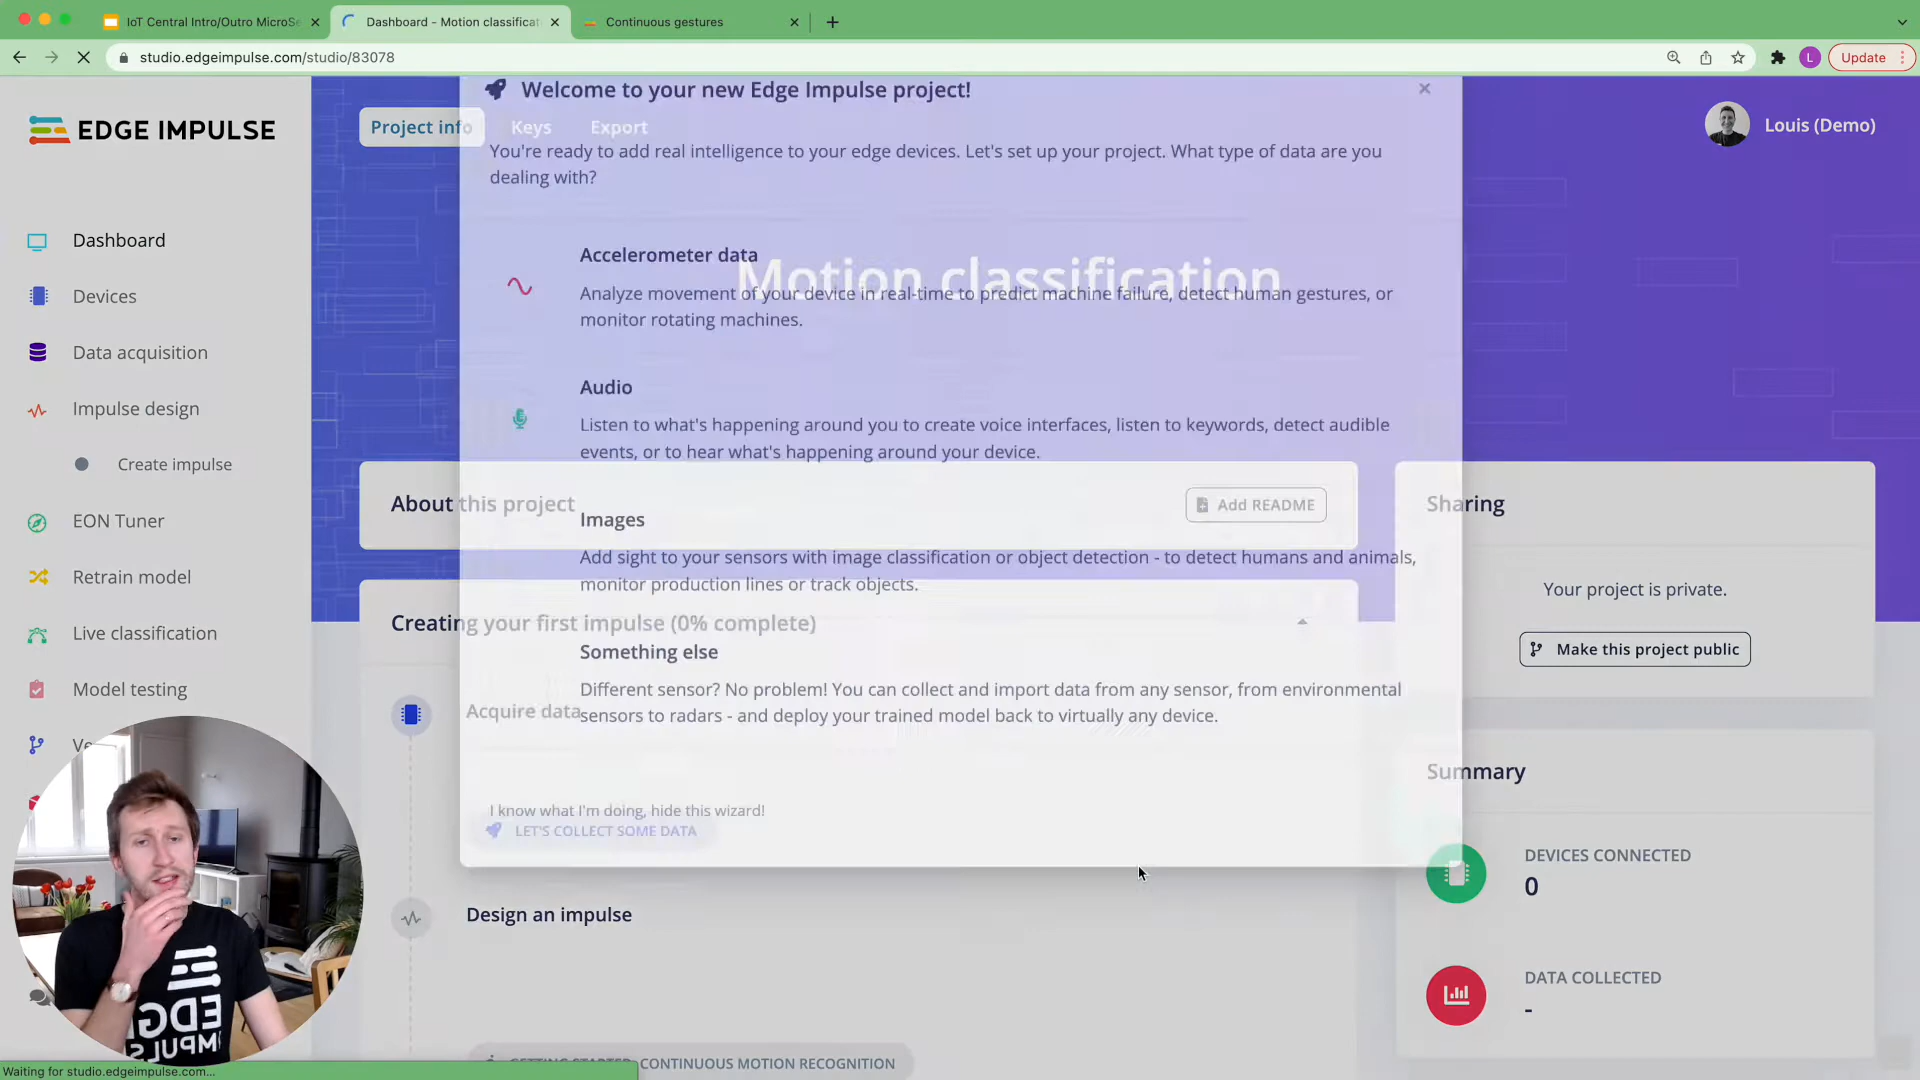 IoT Central Intro/Outro MicroSe
Dashboard - Motion classificat
Continuous gestures
studio.edgeimpulse.com/studio/83078
L
Update
EDGE IMPULSE
Dashboard
Devices
Data acquisition
Impulse design
Create impulse
EON Tuner
Retrain model
Live classification
Model testing
Ve
Project info
Keys
Export
Louis (Demo)
Motion classification
Welcome to your new Edge Impulse project!
You're ready to add real intelligence to your edge devices. Let's set up your project. What type of data are you
dealing with?
Accelerometer data
Analyze movement of your device in real-time to predict machine failure, detect human gestures, or
monitor rotating machines.
Audio
Listen to what's happening around you to create voice interfaces, listen to keywords, detect audible
events, or to hear what's happening around your device.
Images
Add sight to your sensors with image classification or object detection - to detect humans and animals,
monitor production lines or track objects.
Something else
Different sensor? No problem! You can collect and import data from any sensor, from environmental
sensors to radars - and deploy your trained model back to virtually any device.
I know what I'm doing, hide this wizard!
About this project
Add README
Creating your first impulse (0% complete)
Acquire data
LET'S COLLECT SOME DATA
Design an impulse
GETTING STARTED: CONTINUOUS MOTION RECOGNITION
Sharing
Your project is private.
Make this project public
Summary
DEVICES CONNECTED
0
DATA COLLECTED
-
EDGE
IMPULS
Waiting for studio.edgeimpulse.com...